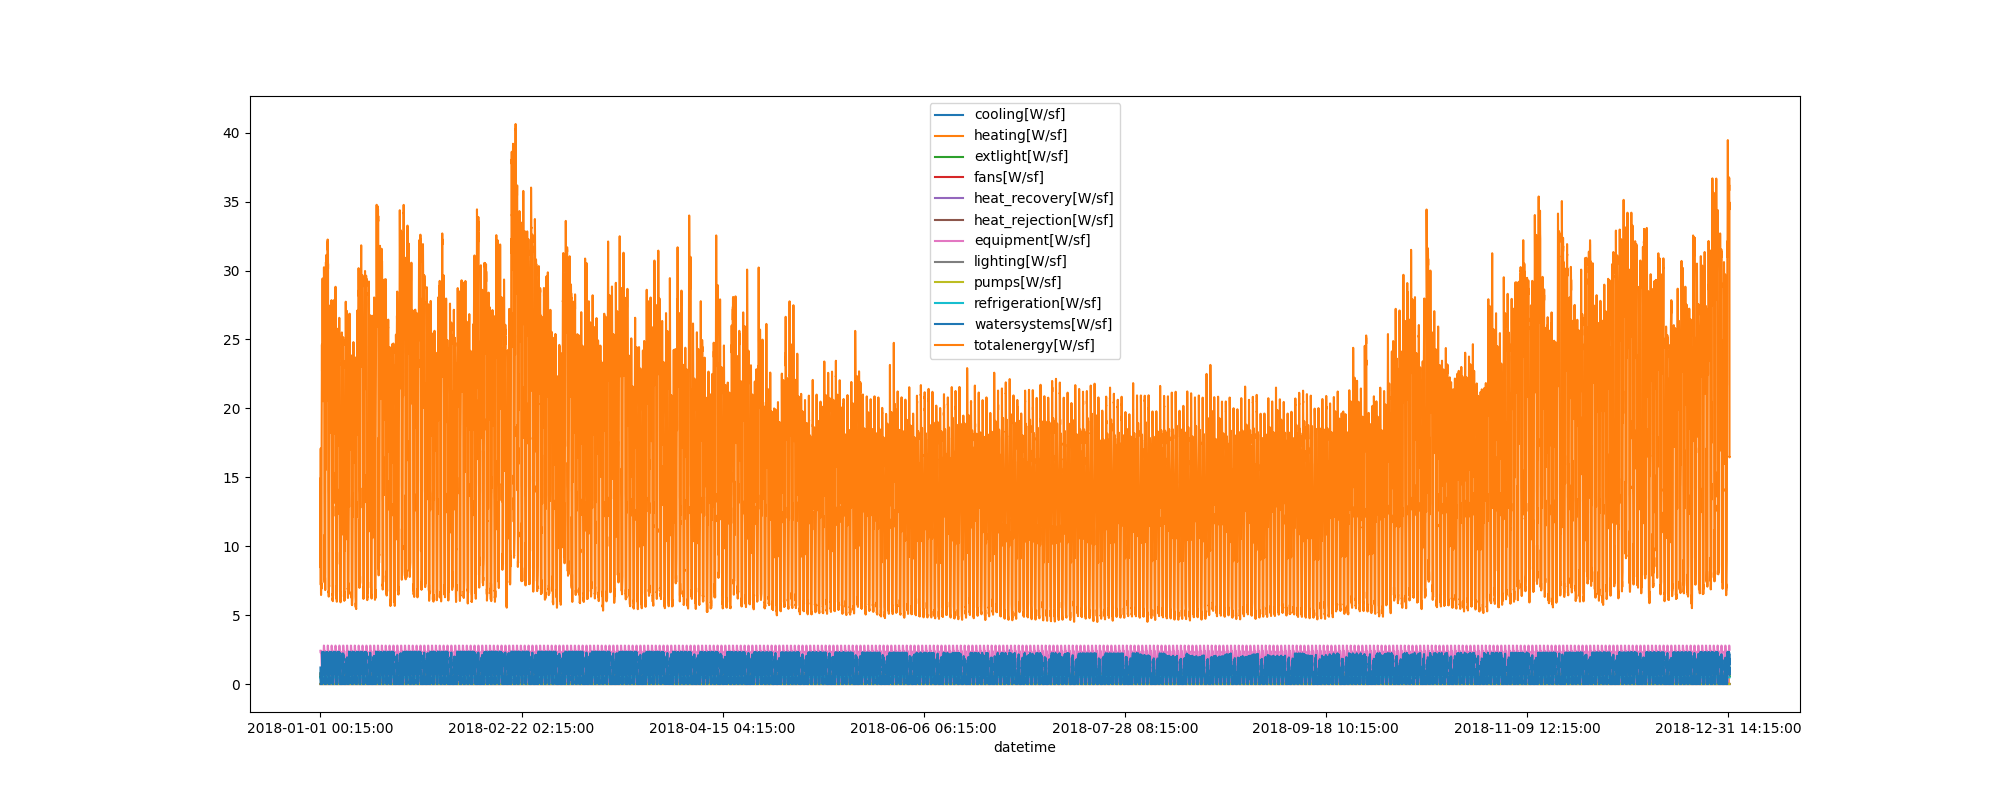 cooling[W/sf]
heating[W/sf]
extlight[W/sf]
fans[W/sf]
heat_recovery[W/sf]
heat_rejection[W/sf]
equipment[W/sf]
lighting[W/sf]
pumps[W/sf]
refrigeration[W/sf]
watersystems[W/sf]
totalenergy[W/sf]
40
35
30
25
20
15
10
5
0
2018-01-01 00:15:00 2018-02-22 02:15:00 2018-04-15 04:15:00 2018-06-06 06:15:00 2018-07-28 08:15:00 2018-09-18 10:15:00 2018-11-09 12:15:00 2018-12-31 14:15:00
datetime